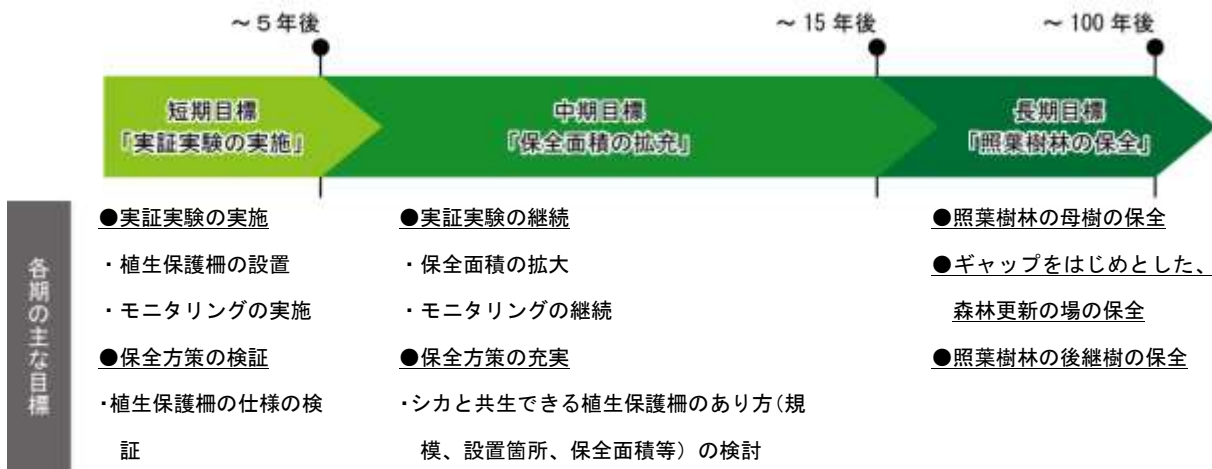 ～５年後
～15 年後
～100 年後
短期目標
「実証実験の実施」
中期目標
「保全面積の拡充」
長期目標
「照葉樹林の保全」
各期の主な目標
●実証実験の実施
・植生保護柵の設置
・モニタリングの実施
●保全方策の検証
・植生保護柵の仕様の検
証
●実証実験の継続
・保全面積の拡大
・モニタリングの継続
●保全方策の充実
・シカと共生できる植生保護柵のあり方（規
模、設置箇所、保全面積等）の検討
●照葉樹林の母樹の保全
●ギャップをはじめとした、
森林更新の場の保全
●照葉樹林の後継樹の保全